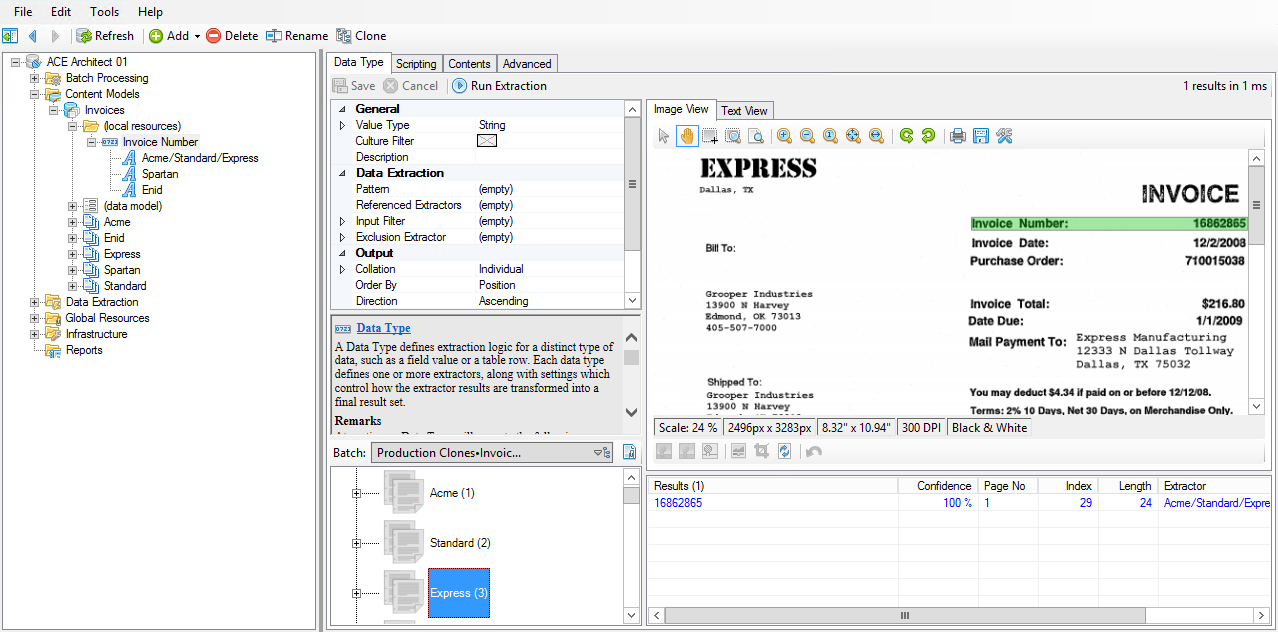 File Edit Tools Help
Refresh Add Delete Rename Clone
ACE Architect 01
Batch Processing
Content Models
Invoices
(local resources)
Invoice Number
Acme/Standard/Express
Spartan
Enid
(data model)
Acme
Enid
Express
Spartan
Standard
Data Extraction
Global Resources
Infrastructure
Reports
Data Type Scripting Contents Advanced
Save Cancel Run Extraction 1 results in 1 ms
General
Value Type String
Culture Filter
Description
Data Extraction
Pattern (empty)
Referenced Extractors (empty)
Input Filter (empty)
Exclusion Extractor (empty)
Output
Collation Individual
Order By Position
Direction Ascending
Data Type
A Data Type defines extraction logic for a distinct type of
data, such as a field value or a table row. Each data type
defines one or more extractors, along with settings which
control how the extractor results are transformed into a
final result set.
Remarks
Batch: Production Clones•Invoic...
Acme (1)
Standard (2)
Express (3)
Image View Text View
EXPRESS
Dallas, TX
INVOICE
Invoice Number: 16862865
Invoice Date: 12/2/2008
Purchase Order: 710015038
Bill To:
Grooper Industries
13900 N Harvey
Edmond, OK 73013
405-507-7000
Invoice Total: $216.80
Date Due: 1/1/2009
Mail Payment To: Express Manufacturing
12333 N Dallas Tollway
Dallas, TX 75032
Shipped To:
Grooper Industries
13900 N Harvey
You may deduct $4.34 if paid on or before 12/12/08.
Terms: 2% 10 Days, Net 30 Days, on Merchandise Only.
Scale: 24 % 2496px x 3283px 8.32" x 10.94" 300 DPI Black & White
Results (1) Confidence Page No Index Length Extractor
16862865 100 % 1 29 24 Acme/Standard/Expre